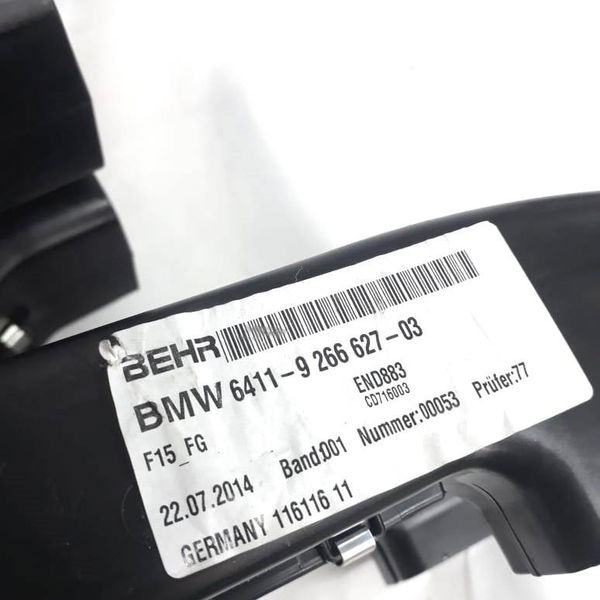 BEHR
BMW 6411-9 266 627-03
END883
CD716003
F15_FG
Band:001 Nummer:00053 Prüfer:77
22.07.2014
GERMANY 116116 11